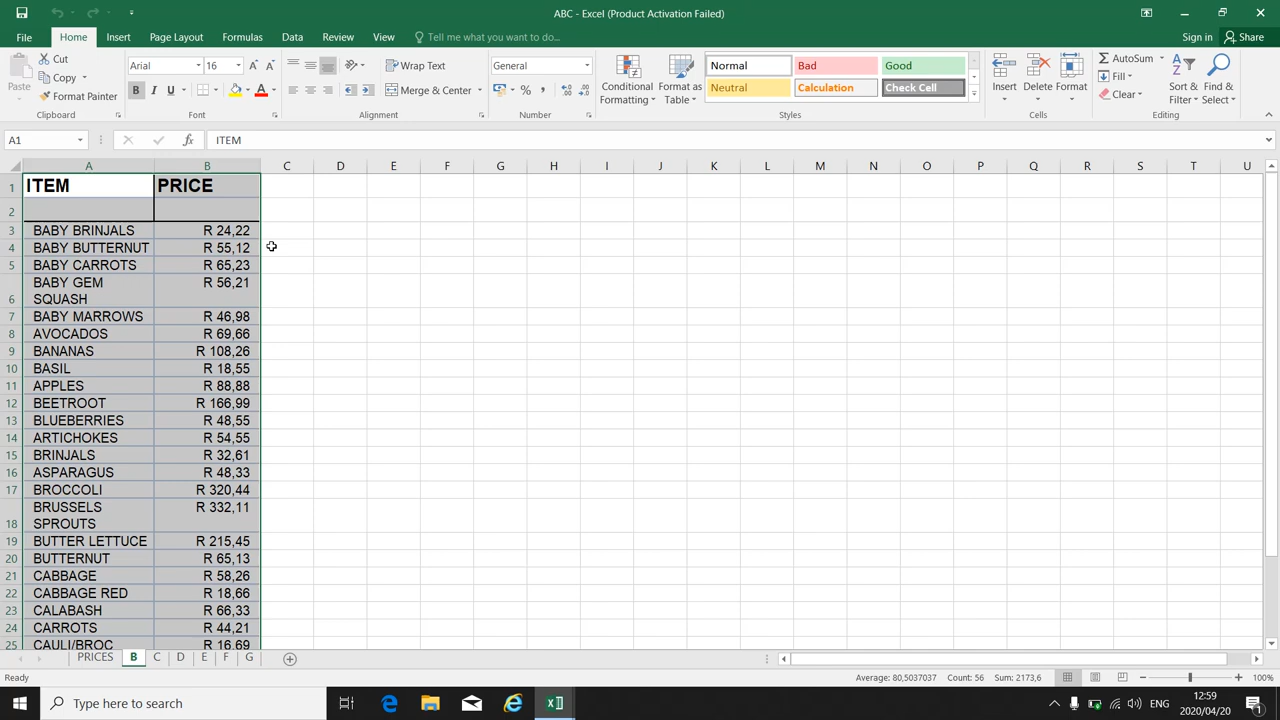 ABC - Excel (Product Activation Failed)
File Home Insert Page Layout Formulas Data Review View Tell me what you want to do... Sign in Share
Paste Cut Copy Format Painter Clipboard
Arial 16 A A B I U A Font
Wrap Text Merge & Center Alignment
General % , Number
Conditional Formatting Format as Table
Normal Bad Good
Neutral Calculation Check Cell
Styles
Insert Delete Format Cells
AutoSum Fill Clear Sort & Filter Find & Select Editing
A1 fx ITEM
A B C D E F G H I J K L M N O P Q R S T U
1 ITEM PRICE
2
3 BABY BRINJALS R 24,22
4 BABY BUTTERNUT R 55,12
5 BABY CARROTS R 65,23
6 BABY GEM SQUASH R 56,21
7 BABY MARROWS R 46,98
8 AVOCADOS R 69,66
9 BANANAS R 108,26
10 BASIL R 18,55
11 APPLES R 88,88
12 BEETROOT R 166,99
13 BLUEBERRIES R 48,55
14 ARTICHOKES R 54,55
15 BRINJALS R 32,61
16 ASPARAGUS R 48,33
17 BROCCOLI R 320,44
18 BRUSSELS SPROUTS R 332,11
19 BUTTER LETTUCE R 215,45
20 BUTTERNUT R 65,13
21 CABBAGE R 58,26
22 CABBAGE RED R 18,66
23 CALABASH R 66,33
24 CARROTS R 44,21
25 CAULI/BROC R 16,69
PRICES B C D E F G
Ready Average: 80,5037037 Count: 56 Sum: 2173,6 100%
Type here to search 12:59
2020/04/20